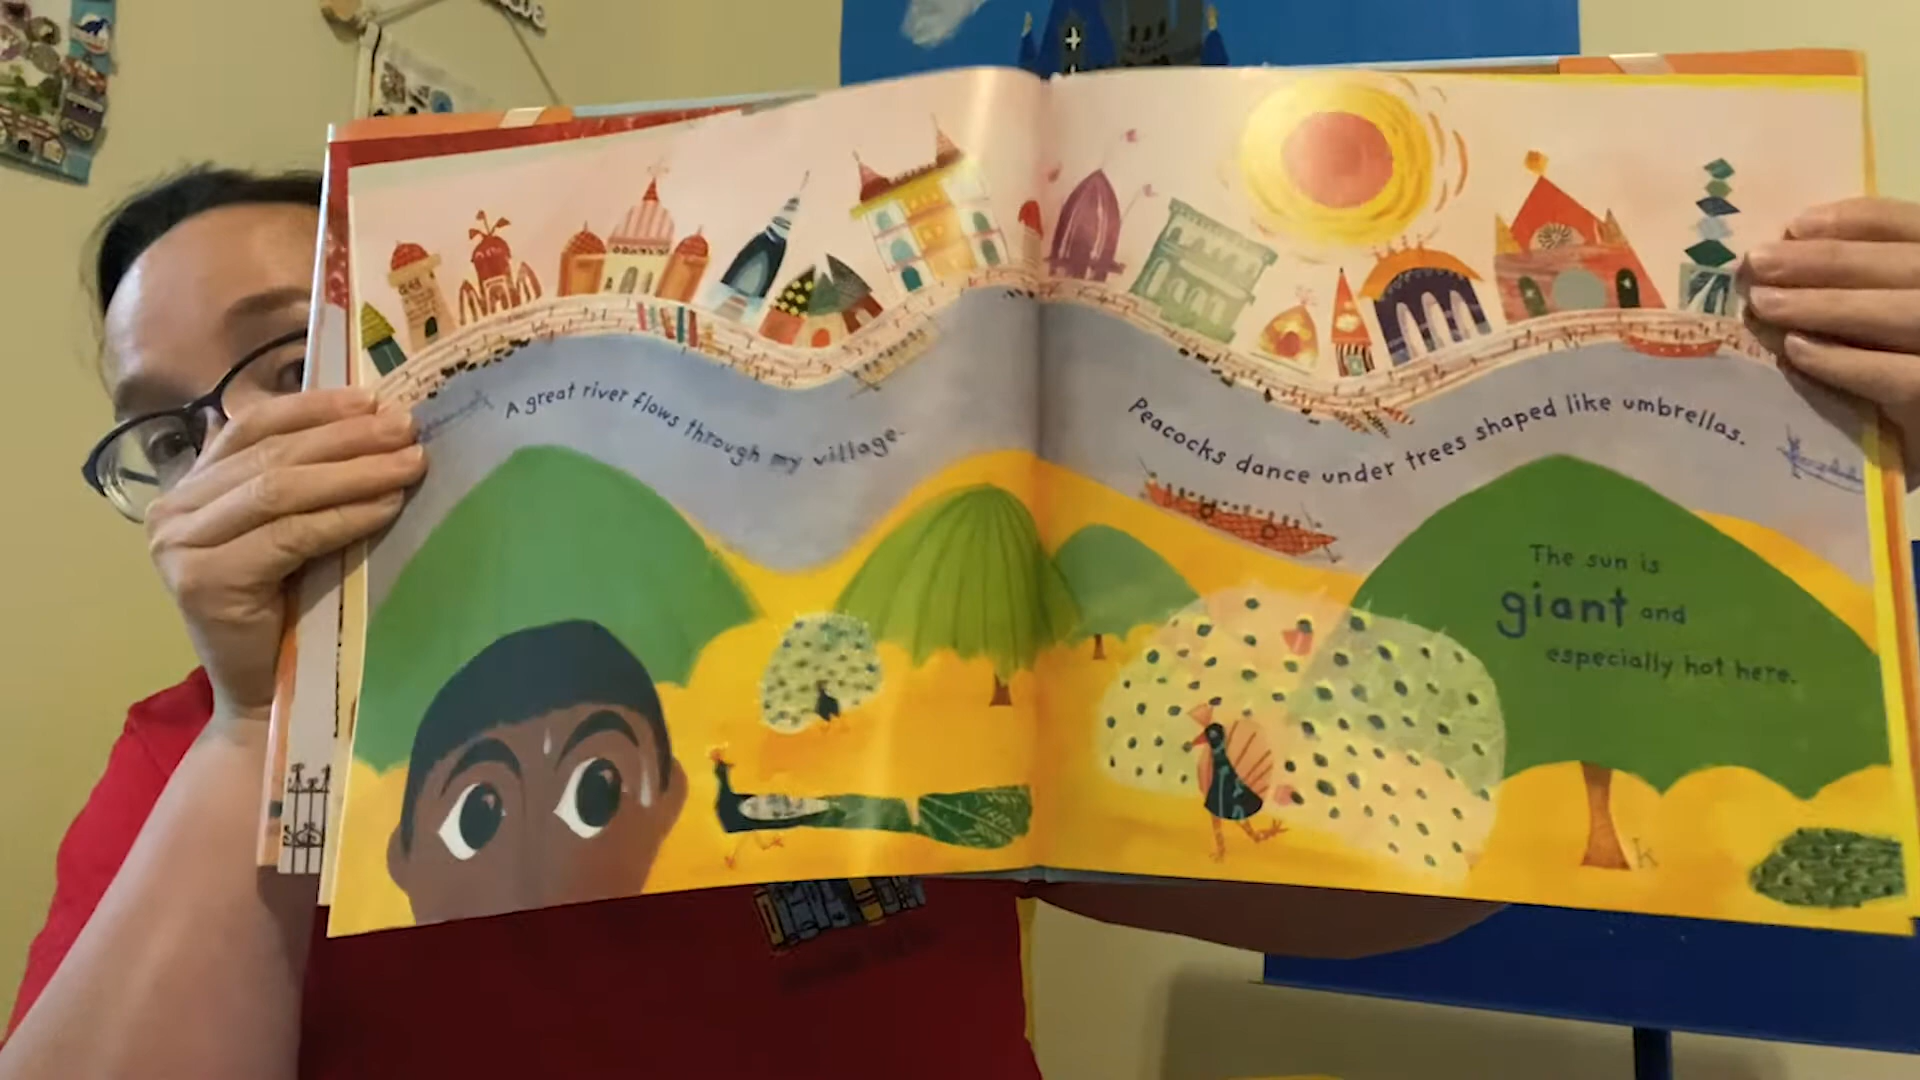 A great river flows through my village.
Peacocks dance under trees shaped like umbrellas.
The sun is
giant and
especially hot here.